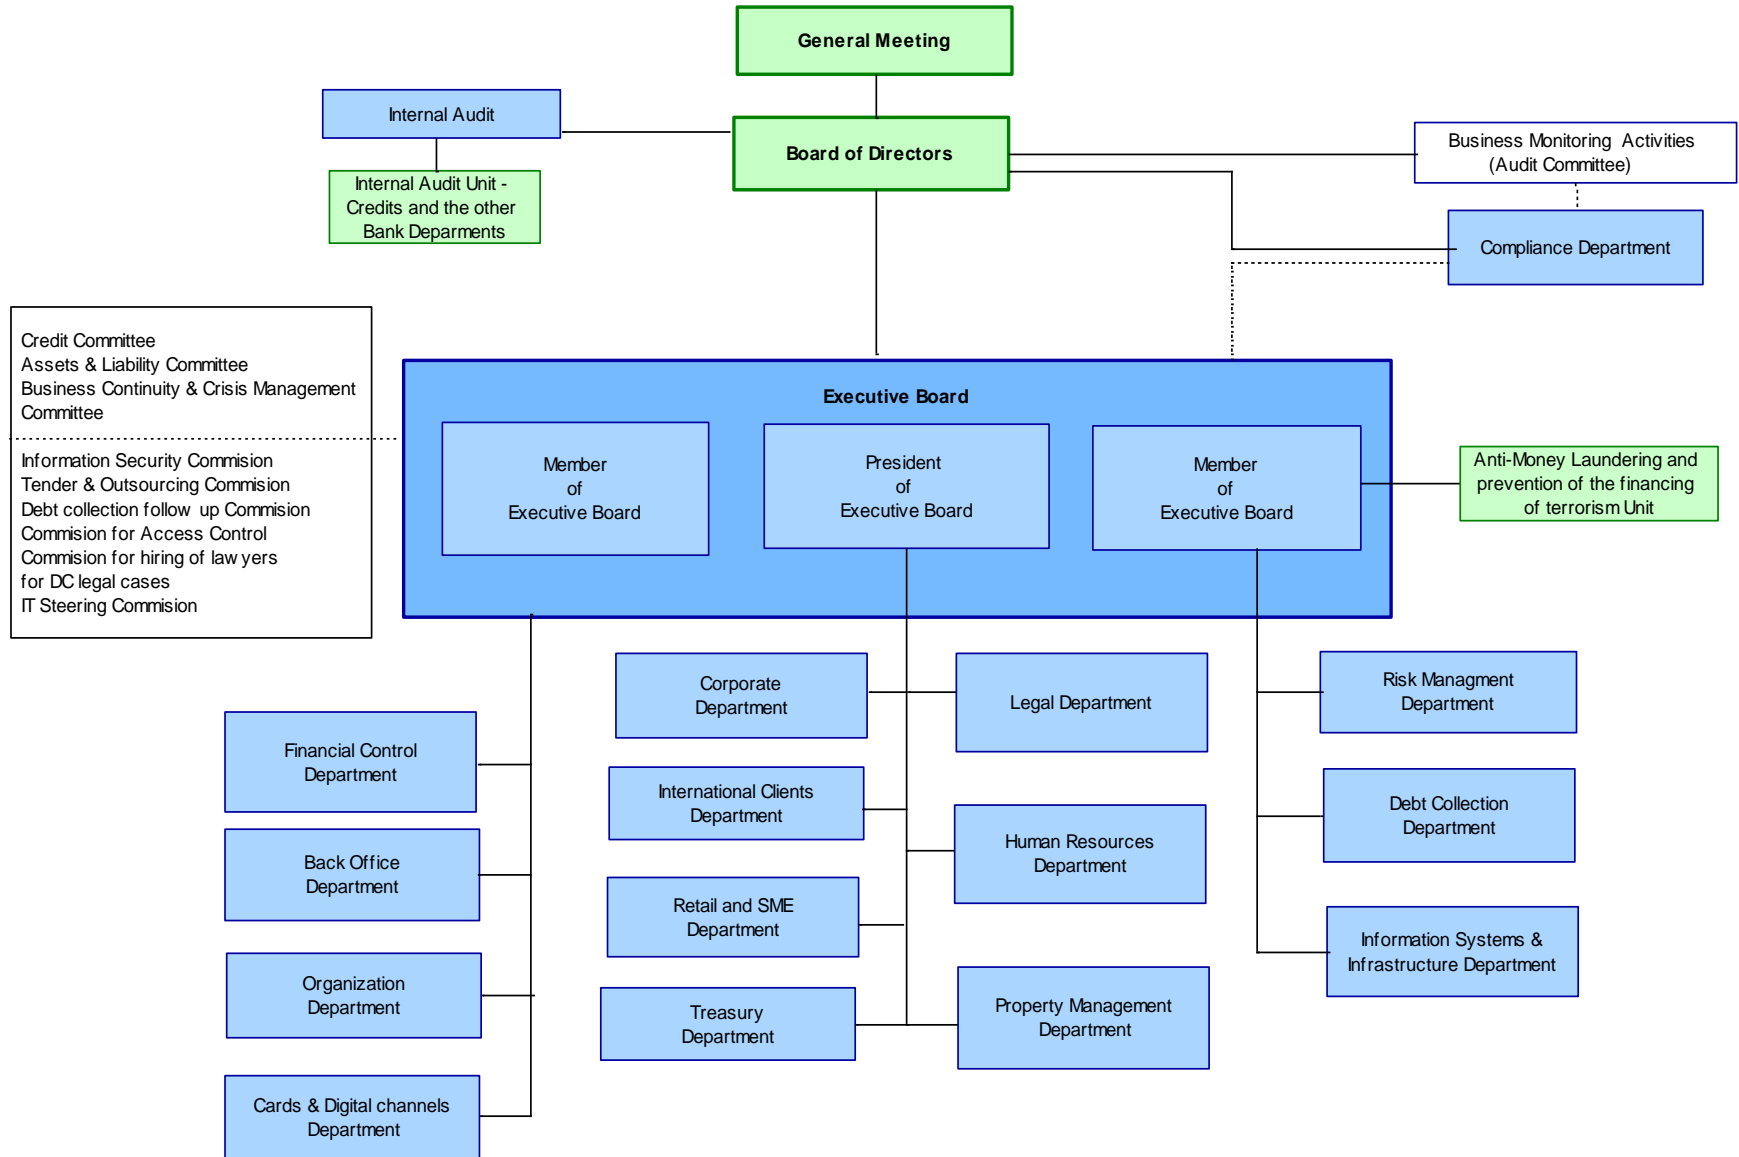 General Meeting
Internal Audit
Board of Directors
Business Monitoring Activities
(Audit Committee)
Internal Audit Unit -
Credits and the other
Bank Deparments
Compliance Department
Credit Committee
Assets & Liability Committee
Business Continuity & Crisis Management
Committee
Information Security Commision
Tender & Outsourcing Commision
Debt collection follow up Commision
Commision for Access Control
Commision for hiring of lawyers
for DC legal cases
IT Steering Commision
Executive Board
Member
of
Executive Board
President
of
Executive Board
Member
of
Executive Board
Anti-Money Laundering and
prevention of the financing
of terrorism Unit
Financial Control
Department
Back Office
Department
Organization
Department
Cards & Digital channels
Department
Corporate
Department
International Clients
Department
Retail and SME
Department
Treasury
Department
Legal Department
Human Resources
Department
Property Management
Department
Risk Managment
Department
Debt Collection
Department
Information Systems &
Infrastructure Department